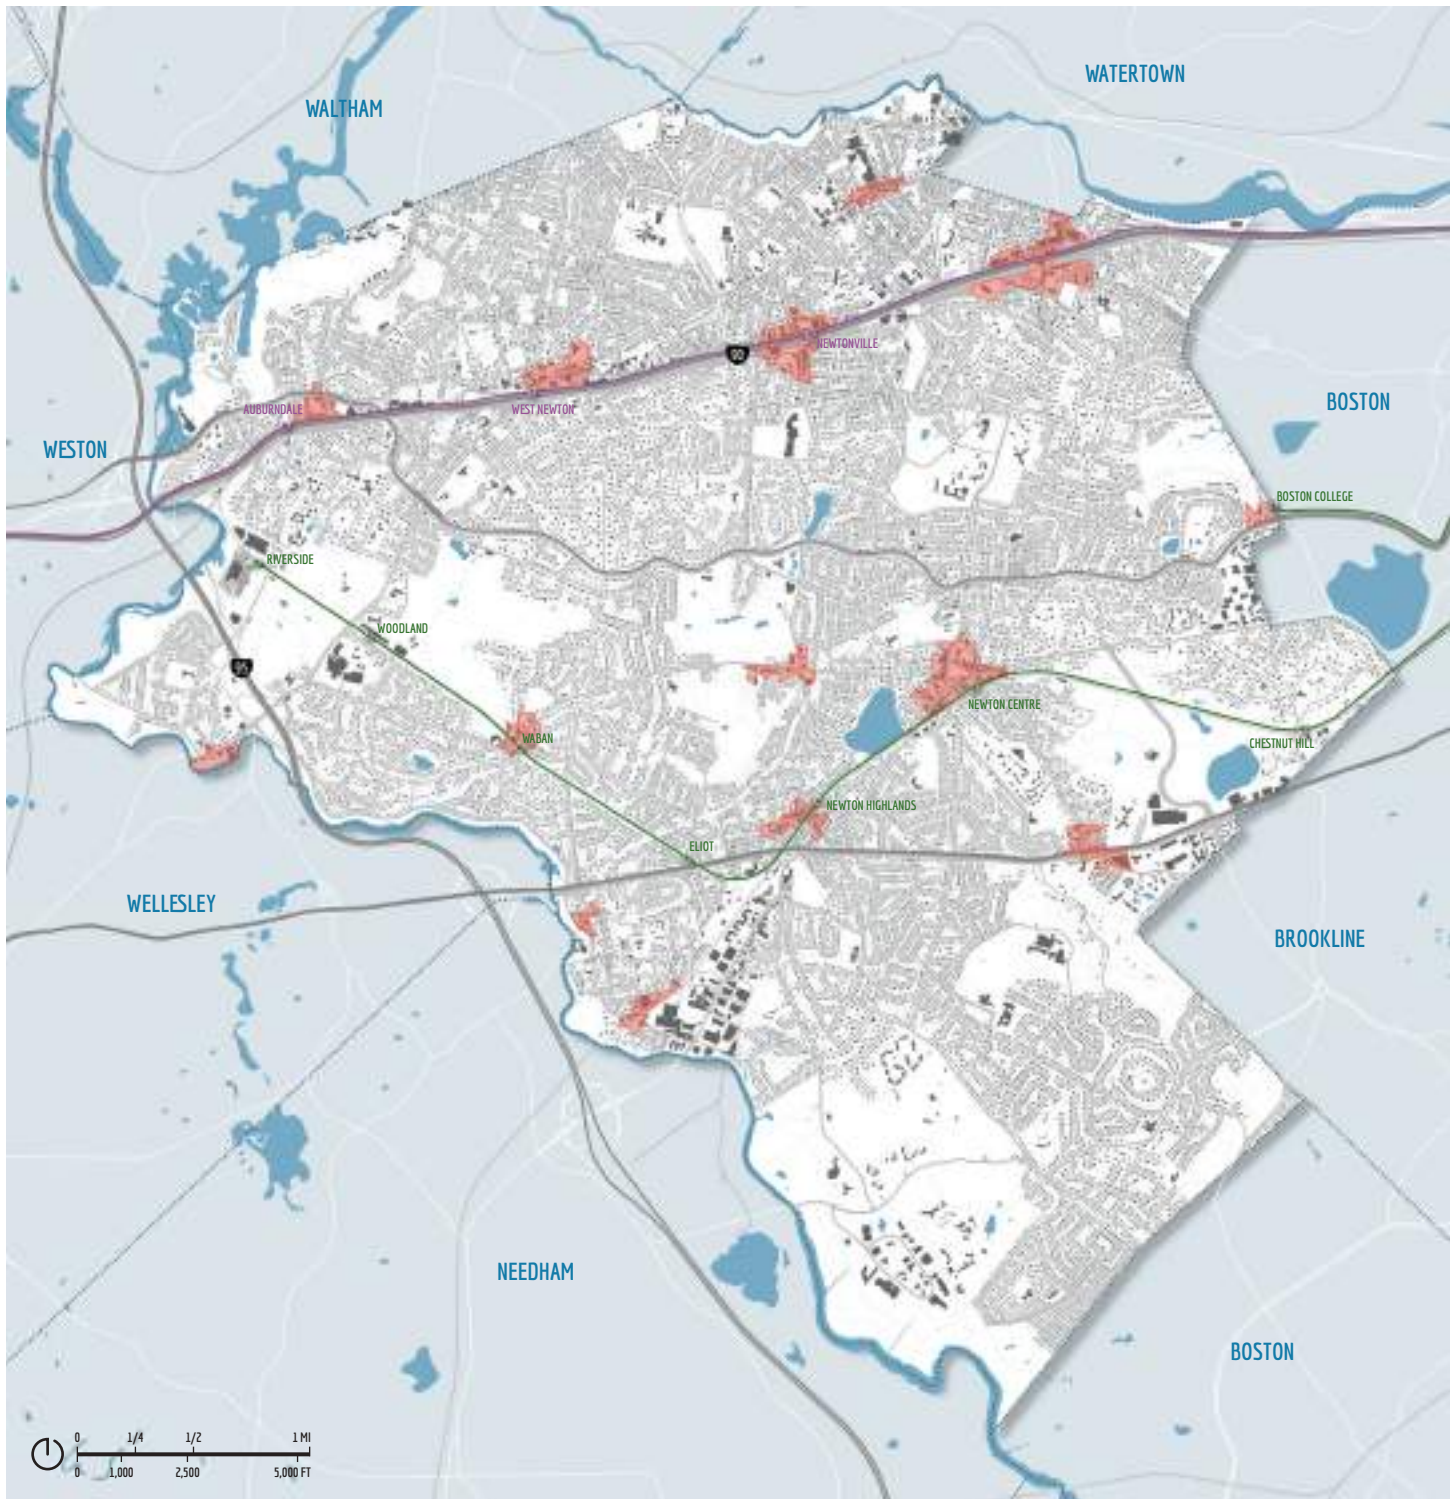 WATERTOWN
WALTHAM
90
NEWTONVILLE
AUBURNDALE
WEST NEWTON
BOSTON
WESTON
BOSTON COLLEGE
RIVERSIDE
WOODLAND
95
NEWTON CENTRE
WABAN
CHESTNUT HILL
NEWTON HIGHLANDS
ELIOT
WELLESLEY
BROOKLINE
NEEDHAM
BOSTON
0 1/4 1/2 1 MI
0 1,000 2,500 5,000 FT